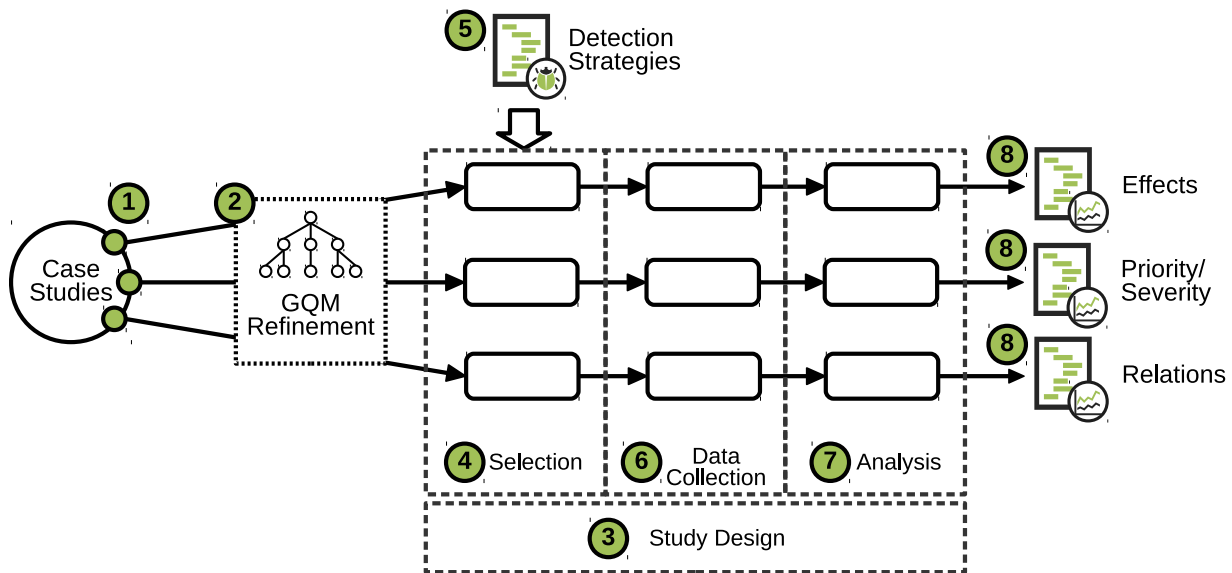 5
Detection
Strategies
8
Effects
1
2
Case
Studies
GQM
Refinement
8
Priority/
Severity
8
Relations
4
Selection
6
Data
Collection
7
Analysis
3
Study Design